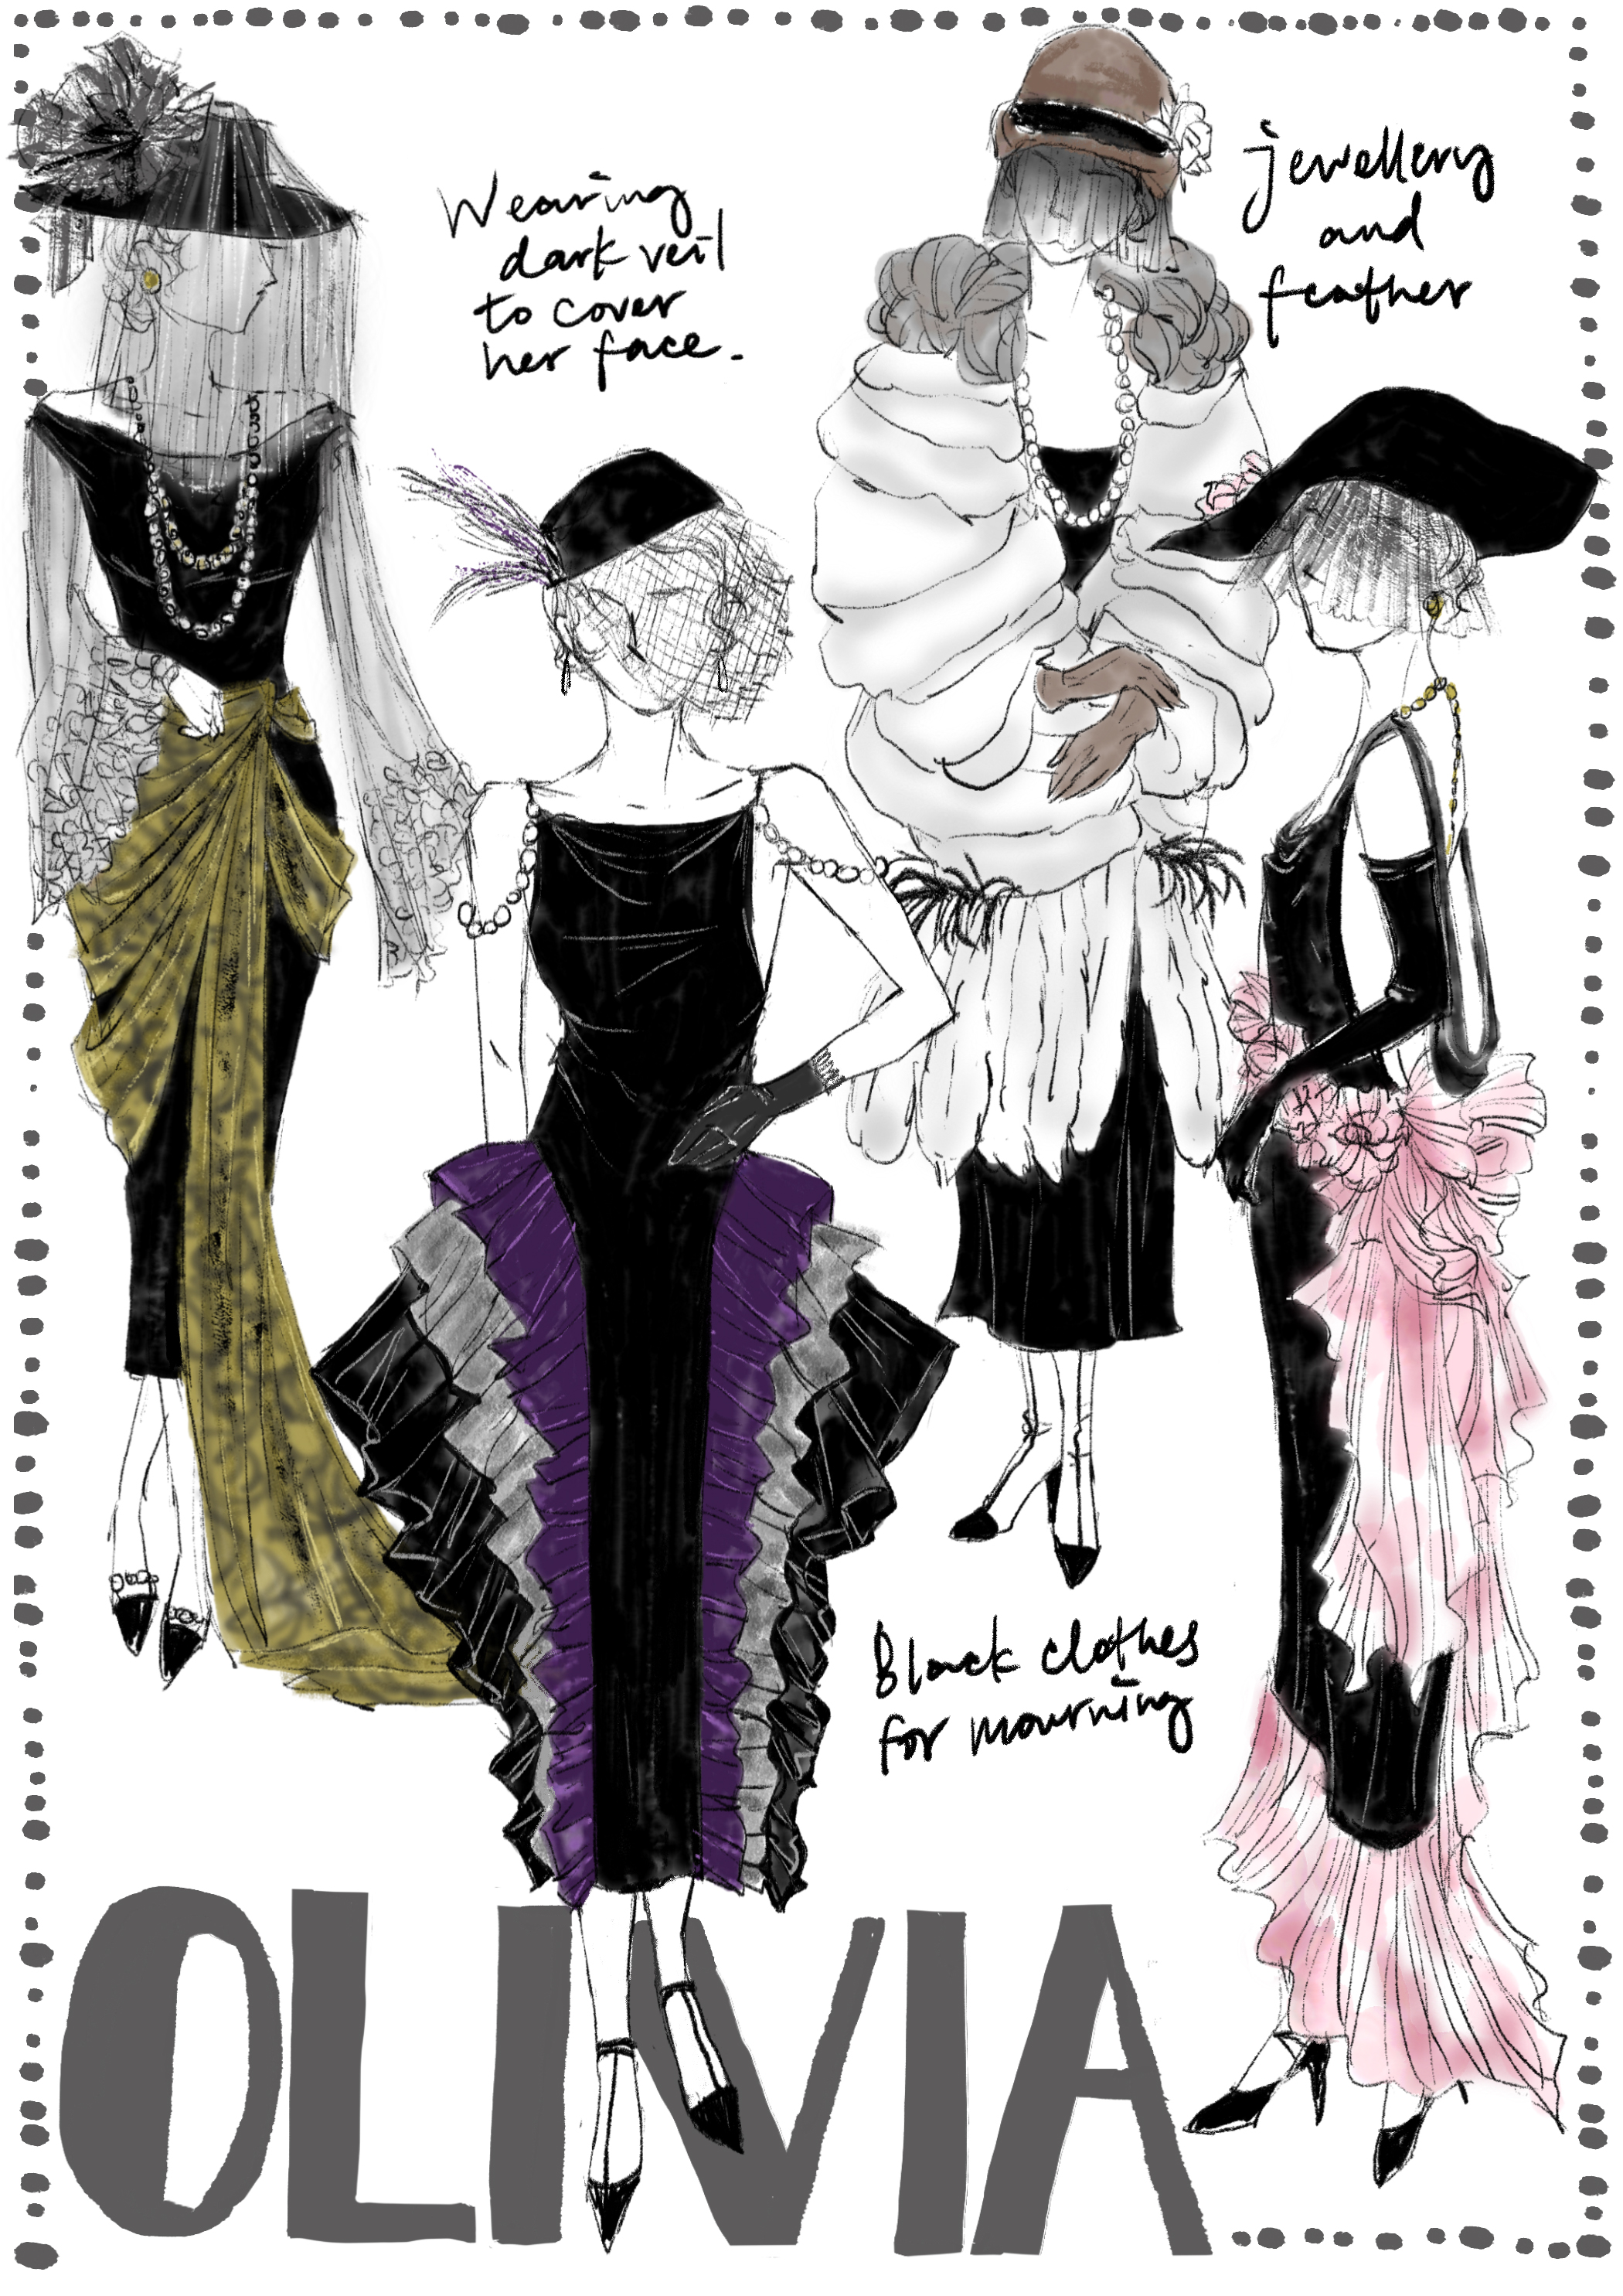 Wearing
dark veil
to cover
her face.
jewellery
and
feather
Black clothes
for mourning
OLIVIA